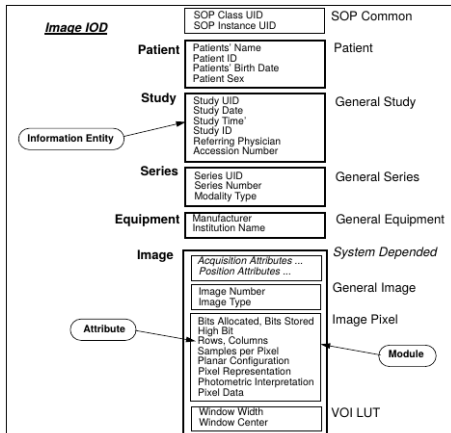 Image IOD
SOP Class UID
SOP Instance UID
SOP Common
Patient
Patients' Name
Patient ID
Patients' Birth Date
Patient Sex
Patient
Study
Study UID
Study Date
Study Time'
Study ID
Referring Physician
Accession Number
General Study
Information Entity
Series
Series UID
Series Number
Modality Type
General Series
Equipment
Manufacturer
Institution Name
General Equipment
Image
System Depended
Acquisition Attributes ...
Position Attributes ...
Image Number
Image Type
General Image
Bits Allocated, Bits Stored
High Bit
Rows, Columns
Samples per Pixel
Planar Configuration
Pixel Representation
Photometric Interpretation
Pixel Data
Image Pixel
Attribute
Module
Window Width
Window Center
VOI LUT